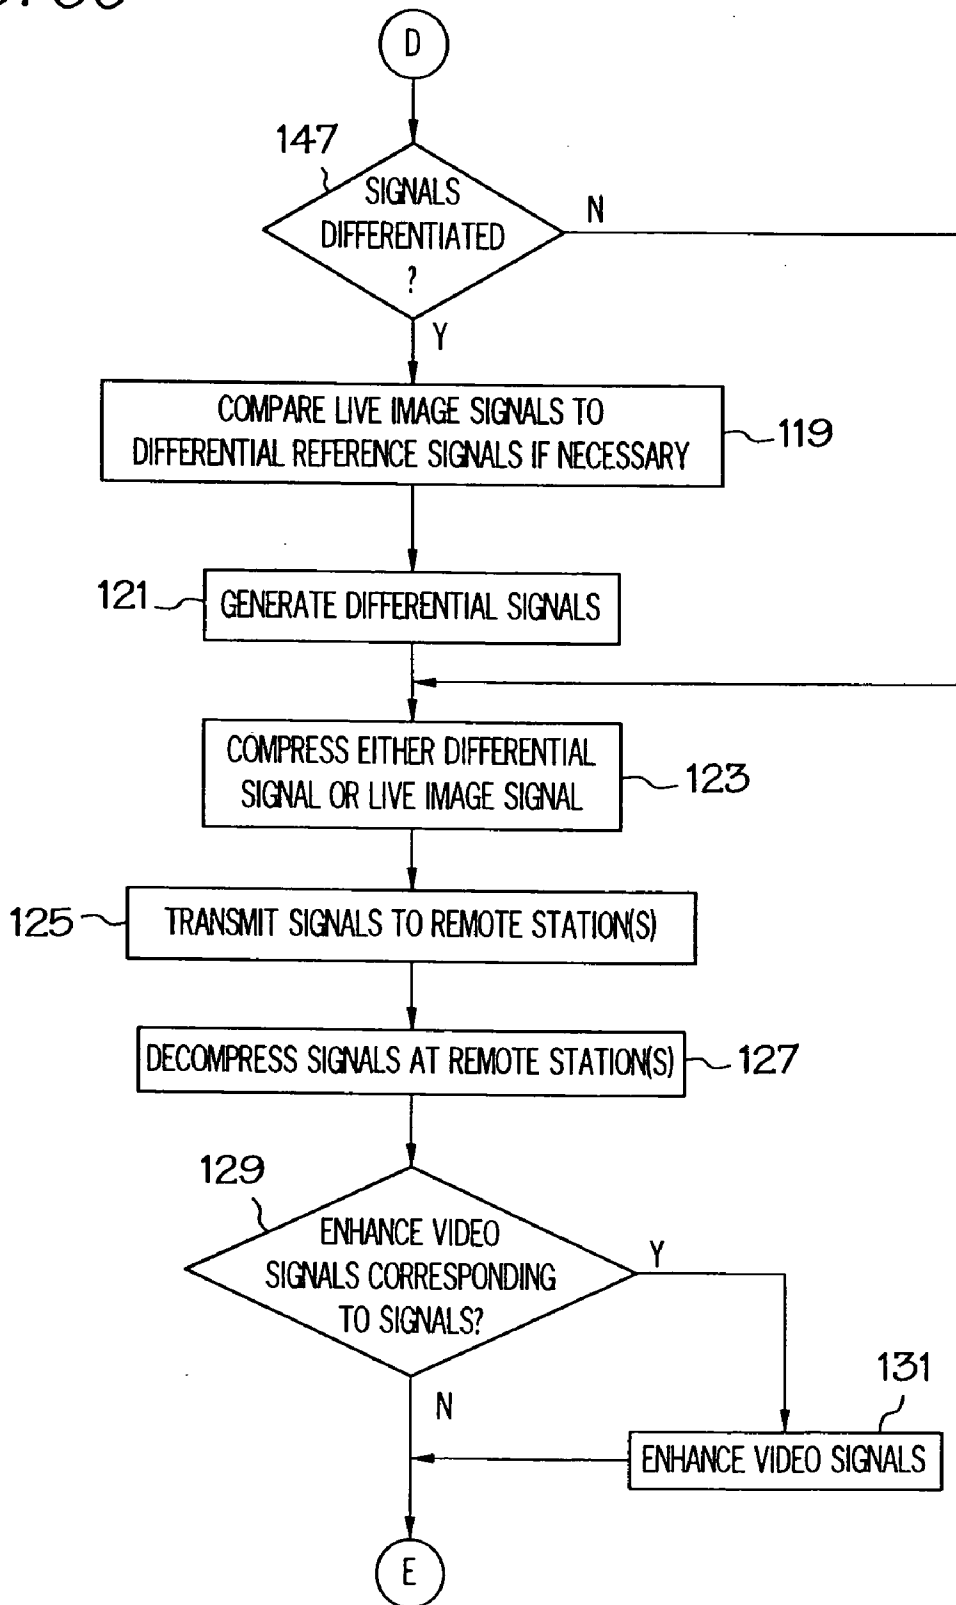 D
147
SIGNALS
DIFFERENTIATED
?
N
Y
COMPARE LIVE IMAGE SIGNALS TO
DIFFERENTIAL REFERENCE SIGNALS IF NECESSARY
119
121
GENERATE DIFFERENTIAL SIGNALS
COMPRESS EITHER DIFFERENTIAL
SIGNAL OR LIVE IMAGE SIGNAL
123
125
TRANSMIT SIGNALS TO REMOTE STATION(S)
DECOMPRESS SIGNALS AT REMOTE STATION(S)
127
129
ENHANCE VIDEO
SIGNALS CORRESPONDING
TO SIGNALS?
Y
N
131
ENHANCE VIDEO SIGNALS
E